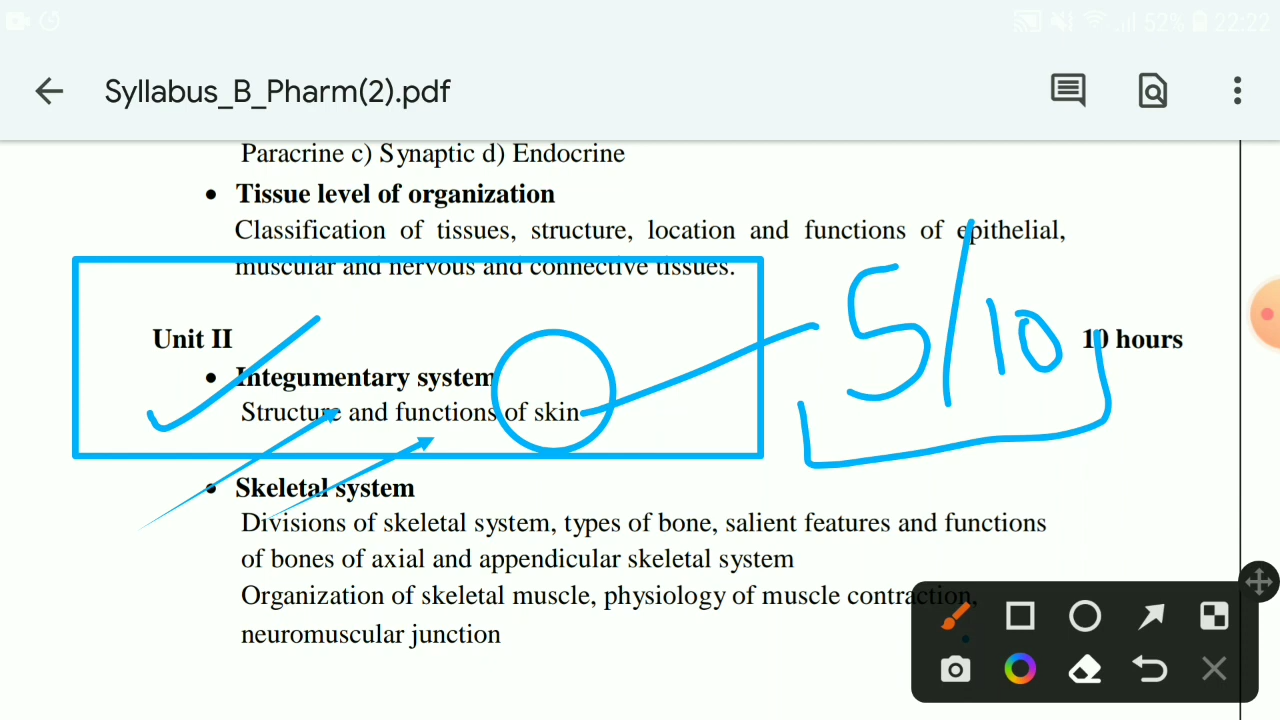 52% 22:22
Syllabus_B_Pharm(2).pdf
Paracrine c) Synaptic d) Endocrine
• Tissue level of organization
Classification of tissues, structure, location and functions of epithelial,
muscular and nervous and connective tissues.
5/10
Unit II 10 hours
• Integumentary system
Structure and functions of skin
• Skeletal system
Divisions of skeletal system, types of bone, salient features and functions
of bones of axial and appendicular skeletal system
Organization of skeletal muscle, physiology of muscle contraction,
neuromuscular junction